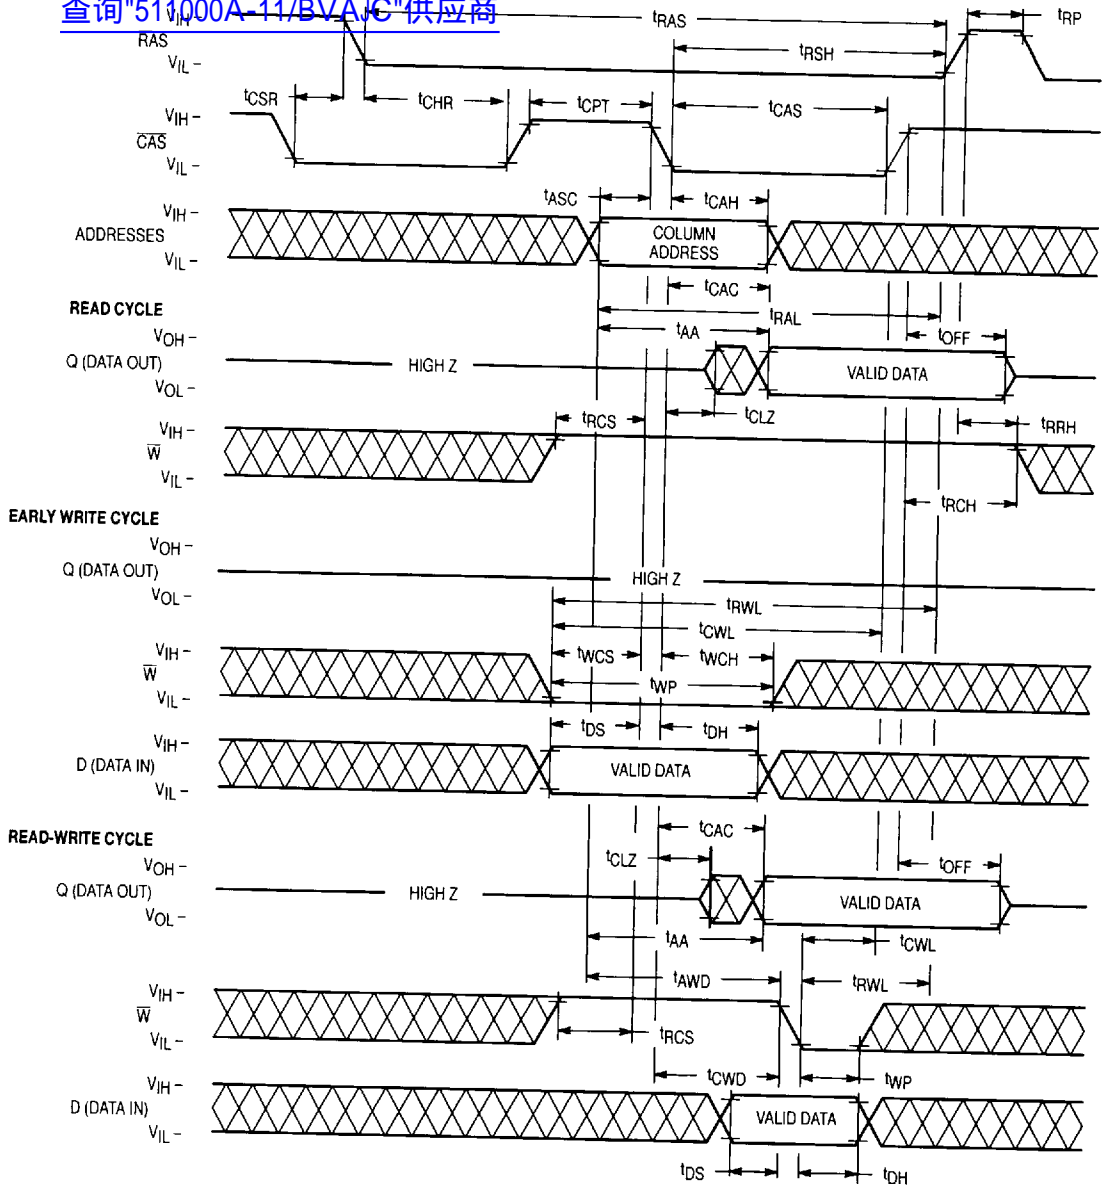 查询"511000A-11/BVAJC"供应商
VIH
tRAS
tRP
RAS
tRSH
VIL
tCSR
tCHR
tCPT
tCAS
VIH
CAS
VIL
tASC
tCAH
VIH
ADDRESSES
COLUMN
ADDRESS
VIL
tCAC
READ CYCLE
tRAL
VOH
tAA
tOFF
Q (DATA OUT)
HIGH Z
VALID DATA
VOL
tRCS
tCLZ
tRRH
VIH
W
VIL
tRCH
EARLY WRITE CYCLE
VOH
Q (DATA OUT)
HIGH Z
VOL
tRWL
tCWL
VIH
tWCS
tWCH
W
tWP
VIL
tDS
tDH
VIH
D (DATA IN)
VALID DATA
VIL
READ-WRITE CYCLE
tCAC
VOH
tCLZ
tOFF
Q (DATA OUT)
HIGH Z
VALID DATA
VOL
tAA
tCWL
tAWD
tRWL
VIH
W
VIL
tRCS
tCWD
tWP
VIH
D (DATA IN)
VALID DATA
VIL
tDS
tDH